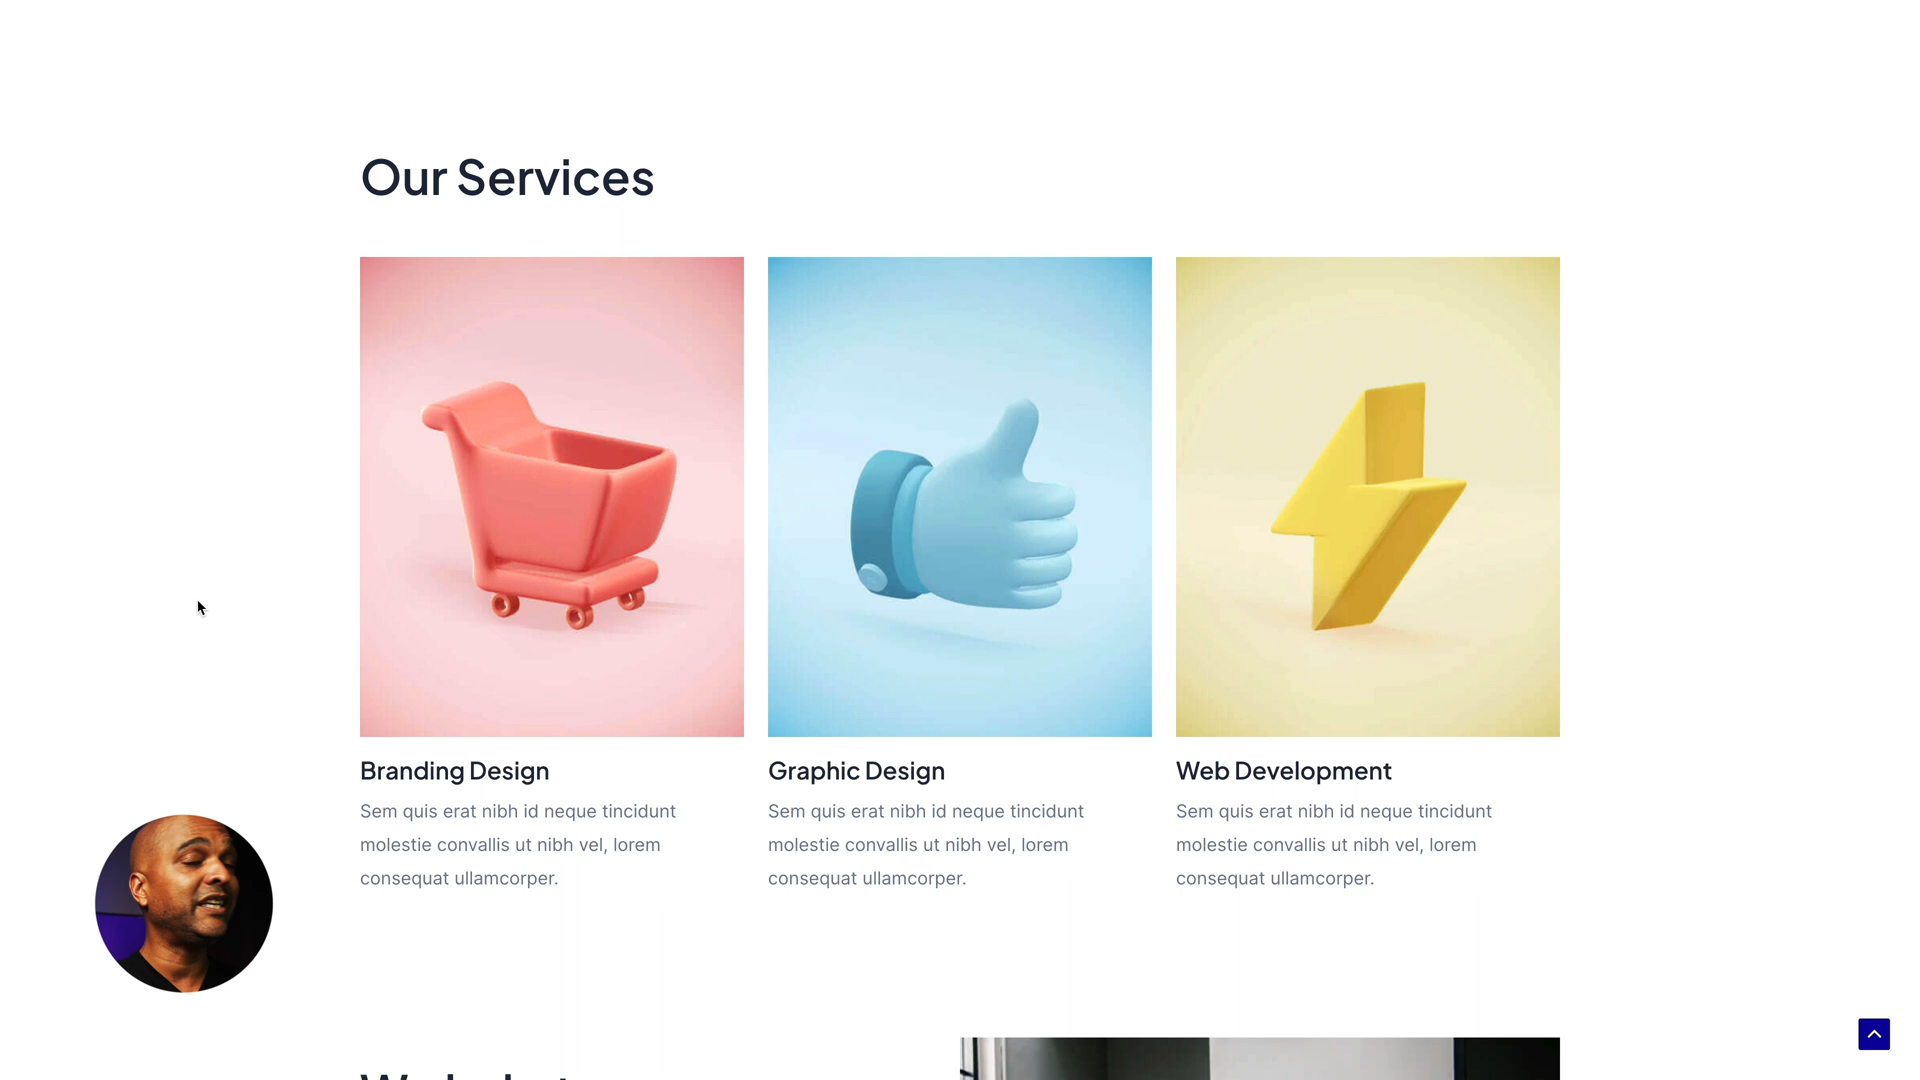 Our Services
Branding Design
Sem quis erat nibh id neque tincidunt
molestie convallis ut nibh vel, lorem
consequat ullamcorper.
Graphic Design
Sem quis erat nibh id neque tincidunt
molestie convallis ut nibh vel, lorem
consequat ullamcorper.
Web Development
Sem quis erat nibh id neque tincidunt
molestie convallis ut nibh vel, lorem
consequat ullamcorper.